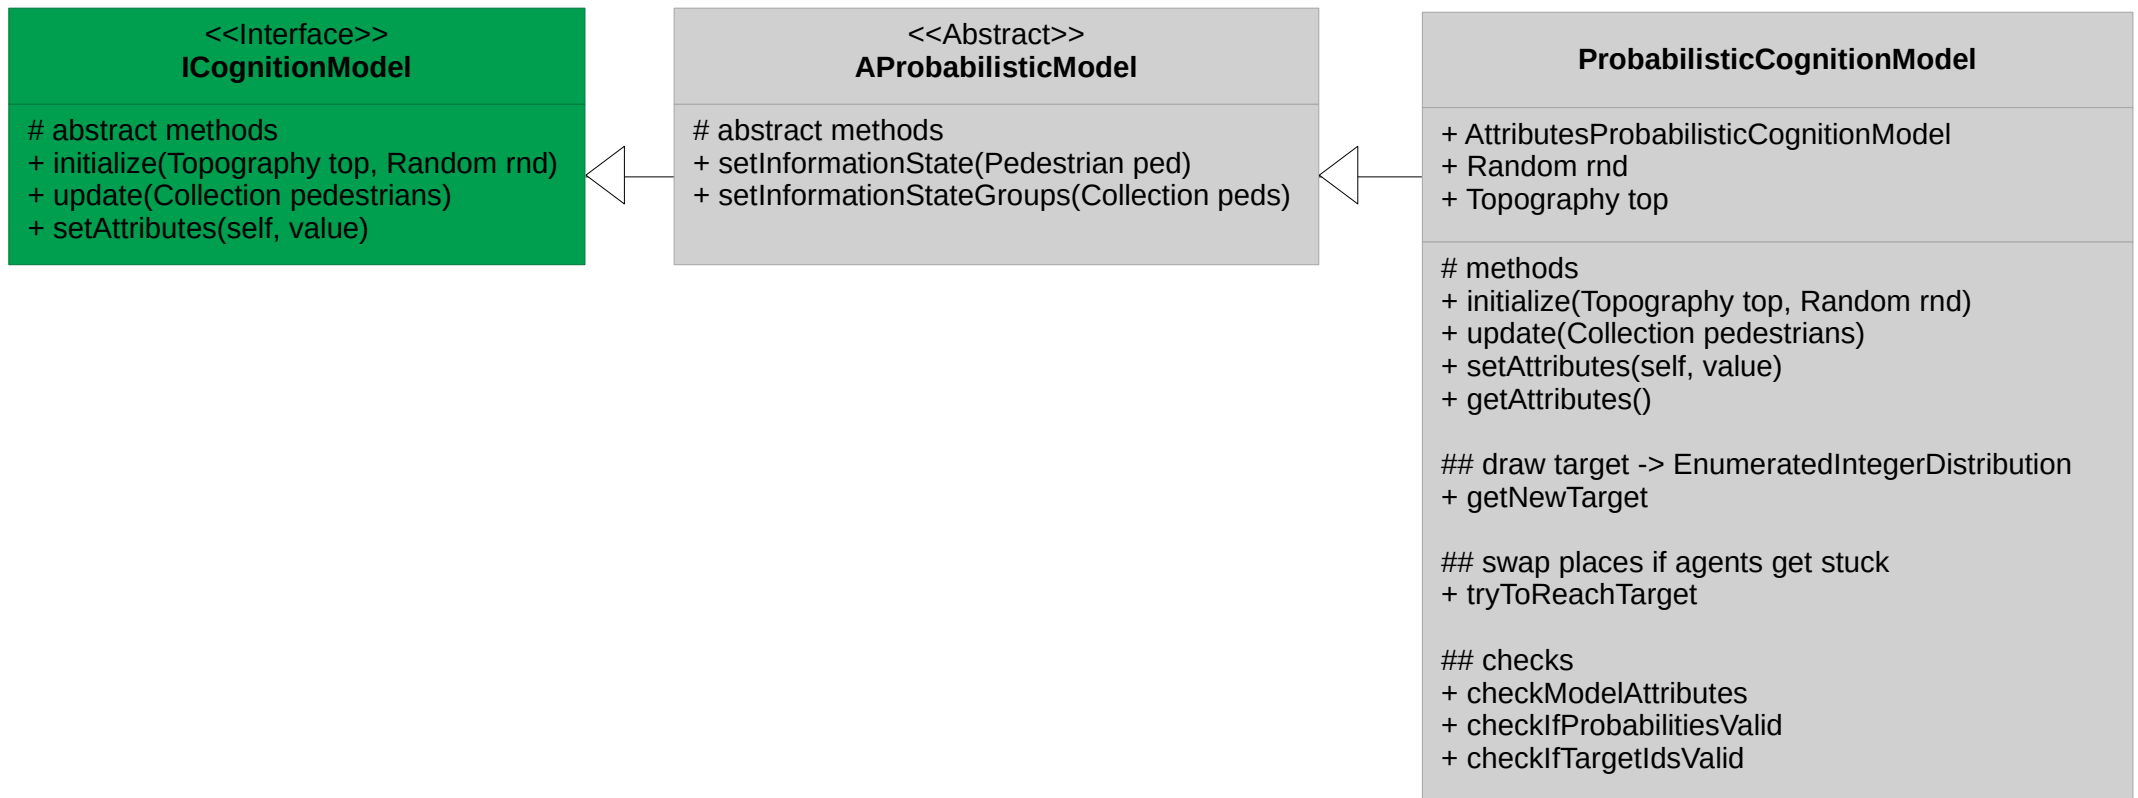 <<Interface>>
ICognitionModel
# abstract methods
+ initialize(Topography top, Random rnd)
+ update(Collection pedestrians)
+ setAttributes(self, value)
<<Abstract>>
AProbabilisticModel
# abstract methods
+ setInformationState(Pedestrian ped)
+ setInformationStateGroups(Collection peds)
ProbabilisticCognitionModel
+ AttributesProbabilisticCognitionModel
+ Random rnd
+ Topography top
# methods
+ initialize(Topography top, Random rnd)
+ update(Collection pedestrians)
+ setAttributes(self, value)
+ getAttributes()
## draw target -> EnumeratedIntegerDistribution
+ getNewTarget
## swap places if agents get stuck
+ tryToReachTarget
## checks
+ checkModelAttributes
+ checkIfProbabilitiesValid
+ checkIfTargetIdsValid